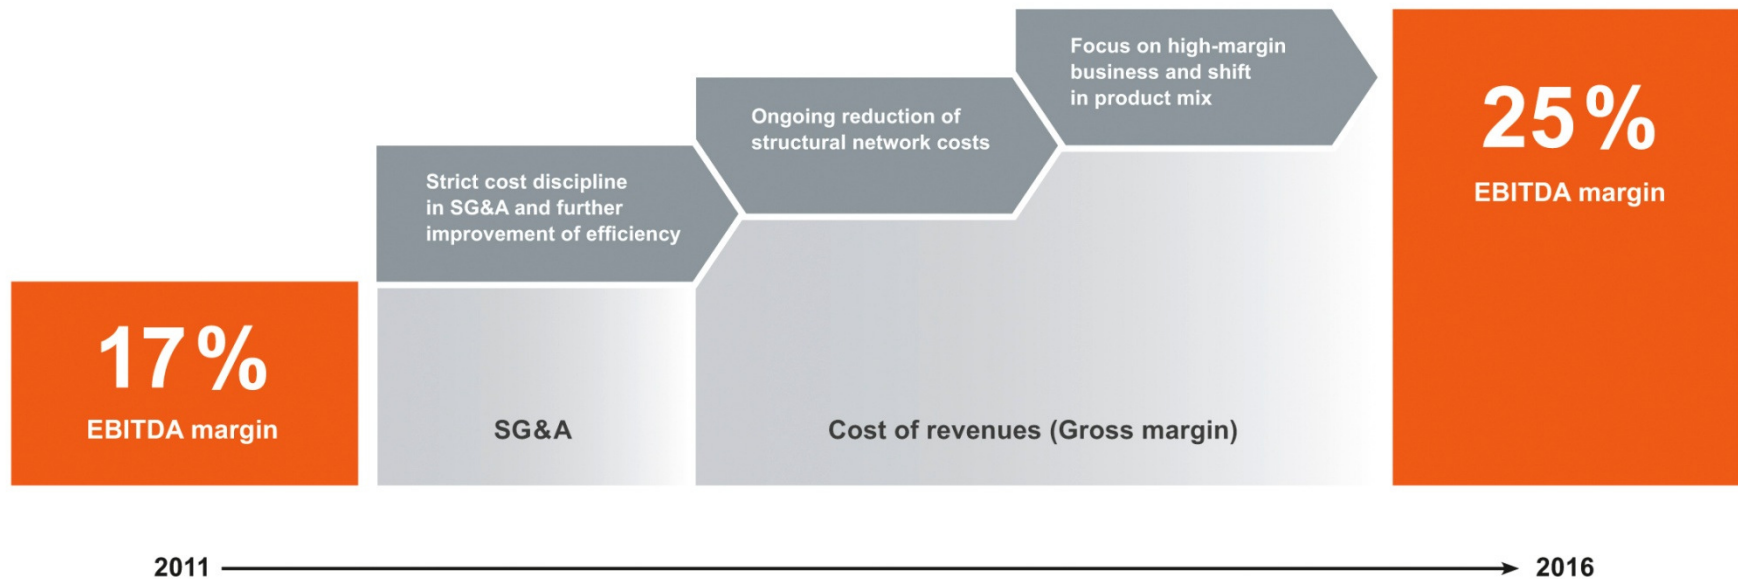 Focus on high-margin
business and shift
in product mix
Ongoing reduction of
structural network costs
Strict cost discipline
in SG&A and further
improvement of efficiency
17%
EBITDA margin
SG&A
Cost of revenues (Gross margin)
25%
EBITDA margin
2011
2016